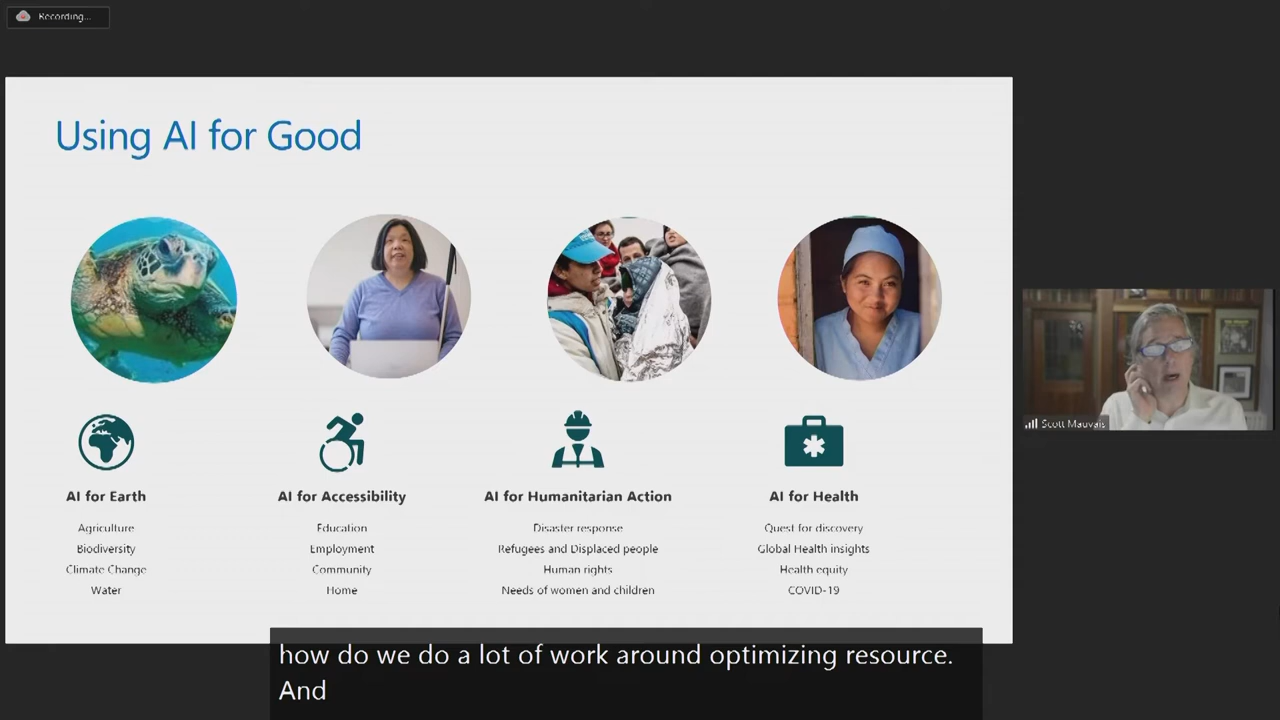 Recording...
Using AI for Good
AI for Earth
Agriculture
Biodiversity
Climate Change
Water
AI for Accessibility
Education
Employment
Community
Home
AI for Humanitarian Action
Disaster response
Refugees and Displaced people
Human rights
Needs of women and children
AI for Health
Quest for discovery
Global Health insights
Health equity
COVID-19
Scott Mauvais
how do we do a lot of work around optimizing resource.
And